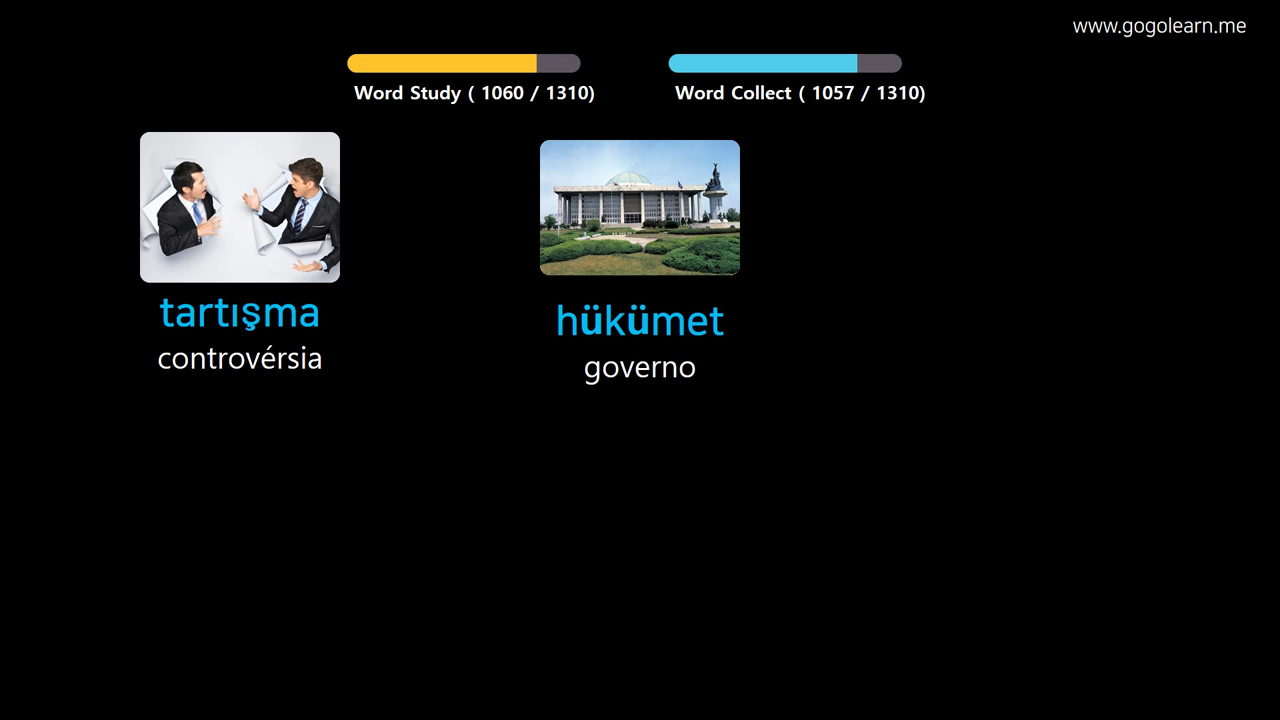 www.gogolearn.me
Word Study ( 1060 / 1310)
Word Collect ( 1057 / 1310)
tartışma
controvérsia
hükümet
governo